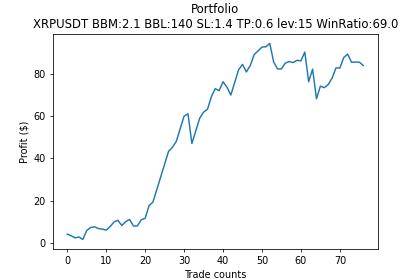 Portfolio
XRPUSDT BBM:2.1 BBL:140 SL:1.4 TP:0.6 lev:15 WinRatio:69.0
80
60
40
20
0
Profit ($)
0 10 20 30 40 50 60 70
Trade counts